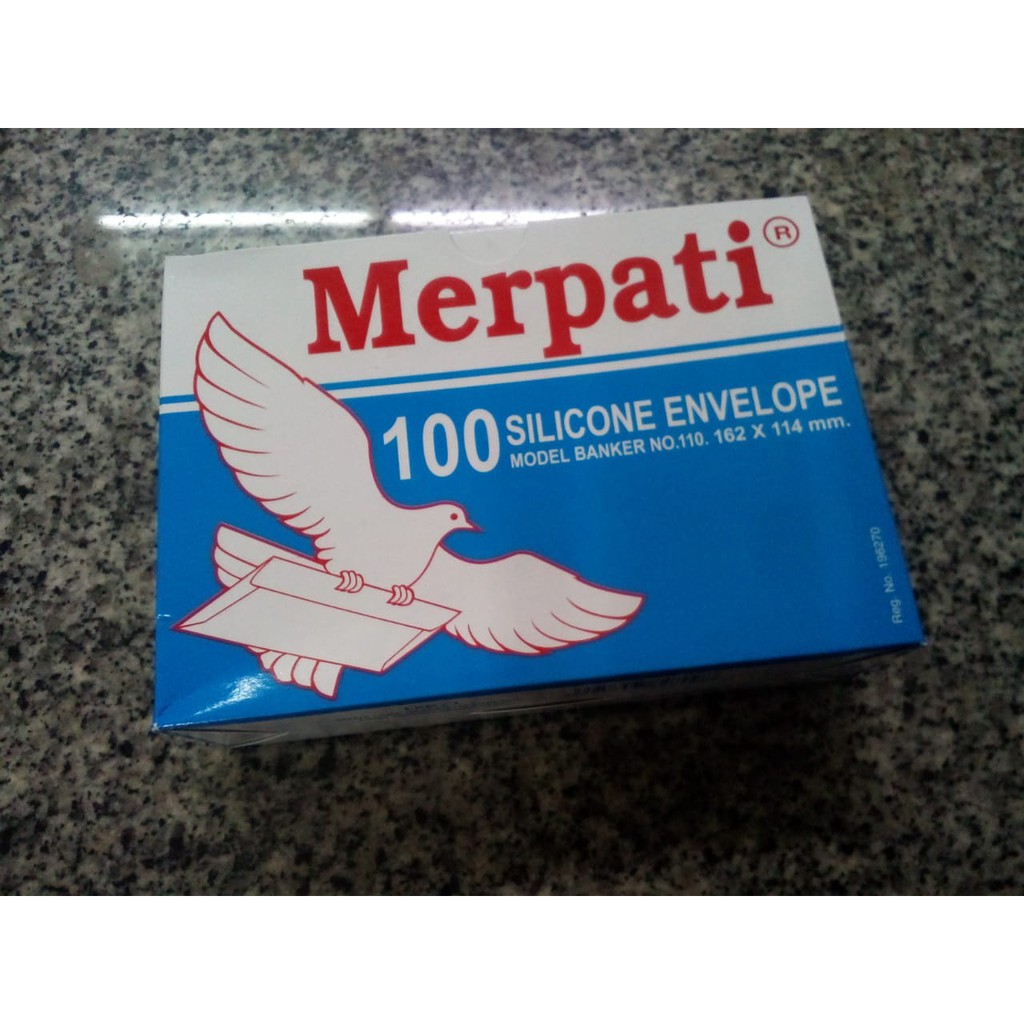 Merpati®
100 SILICONE ENVELOPE
MODEL BANKER NO.110. 162 X 114 mm.
Reg. No. 196270